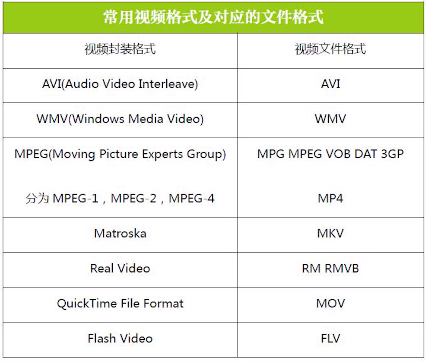 常用视频格式及对应的文件格式
视频封装格式 视频文件格式
AVI(Audio Video Interleave) AVI
WMV(Windows Media Video) WMV
MPEG(Moving Picture Experts Group) MPG MPEG VOB DAT 3GP
分为 MPEG-1，MPEG-2，MPEG-4 MP4
Matroska MKV
Real Video RM RMVB
QuickTime File Format MOV
Flash Video FLV